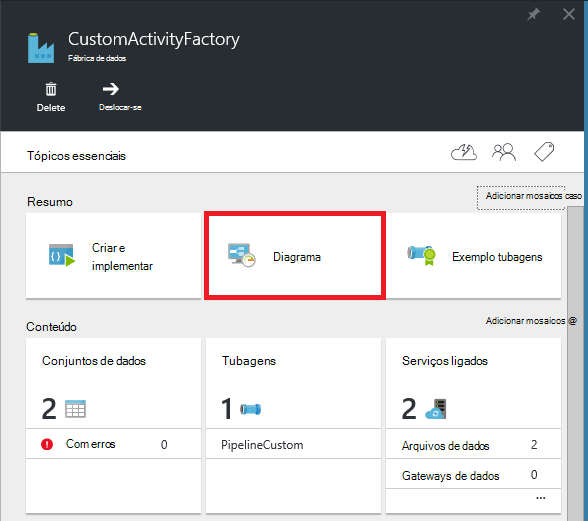 CustomActivityFactory
Fábrica de dados
Delete
Deslocar-se
Tópicos essenciais
Resumo
Adicionar mosaicos caso
Criar e
implementar
Diagrama
Exemplo tubagens
Conteúdo
Adicionar mosaicos @
Conjuntos de dados
2
Com erros 0
Tubagens
1
PipelineCustom
Serviços ligados
2
Arquivos de dados 2
Gateways de dados 0
...